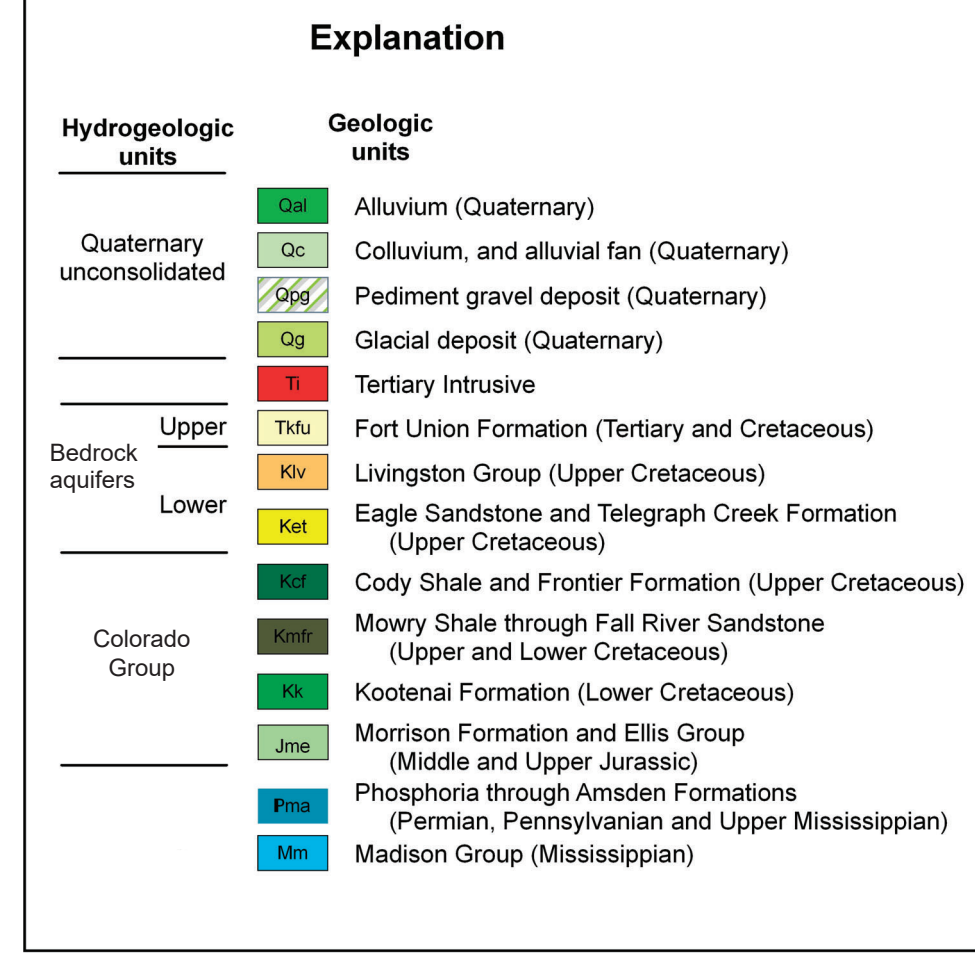 Explanation
Hydrogeologic
units
Geologic
units
Quaternary
unconsolidated
Qal Alluvium (Quaternary)
Qc Colluvium, and alluvial fan (Quaternary)
Qpg Pediment gravel deposit (Quaternary)
Qg Glacial deposit (Quaternary)
Ti Tertiary Intrusive
Bedrock
aquifers
Upper
Lower
Tkfu Fort Union Formation (Tertiary and Cretaceous)
Klv Livingston Group (Upper Cretaceous)
Ket Eagle Sandstone and Telegraph Creek Formation
(Upper Cretaceous)
Colorado
Group
Kcf Cody Shale and Frontier Formation (Upper Cretaceous)
Kmfr Mowry Shale through Fall River Sandstone
(Upper and Lower Cretaceous)
Kk Kootenai Formation (Lower Cretaceous)
Jme Morrison Formation and Ellis Group
(Middle and Upper Jurassic)
Pma Phosphoria through Amsden Formations
(Permian, Pennsylvanian and Upper Mississippian)
Mm Madison Group (Mississippian)